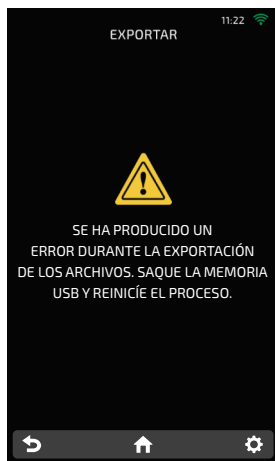 11:22
EXPORTAR
SE HA PRODUCIDO UN
ERROR DURANTE LA EXPORTACIÓN
DE LOS ARCHIVOS. SAQUE LA MEMORIA
USB Y REINICÍE EL PROCESO.